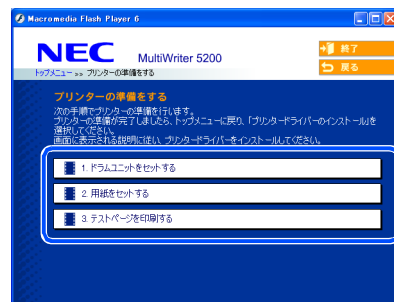 Macromedia Flash Player 6
NEC
MultiWriter 5200
終了
戻る
トップメニュー >> プリンターの準備をする
プリンターの準備をする
次の手順でプリンターの準備を行います。
プリンターの準備が完了しましたら、トップメニューに戻り、「プリンタードライバーのインストール」を
選択してください。
画面に表示される説明に従い、プリンタードライバーをインストールしてください。
1. ドラムユニットをセットする
2. 用紙をセットする
3. テストページを印刷する